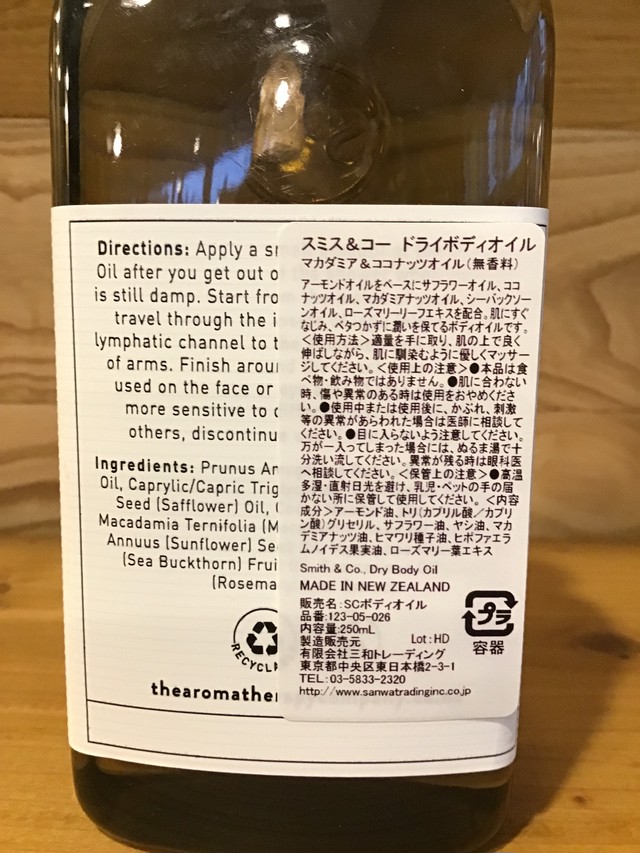 Directions: Apply a
Oil after you get out
is still damp. Start
travel through the
lymphatic channel to
of arms. Finish
used on the face or
more sensitive to
others,
Ingredients: Prunus
Oil, Caprylic/Capric
Seed (Safflower) Oil,
Macadamia Ternifolia
Annuus (Sunflower)
(Sea Buckthorn)
RECYCL
スミス&コー ドライボディオイル
マカダミア&ココナッツオイル(無香料)
アーモンドオイルをベースにサフラワーオイル、ココ
ナッツオイル、マカダミアナッツオイル、シーバックソー
ンオイル、ローズマリーリーフエキスを配合。肌にすぐ
なじみ、ベタつかずに潤いを保てるボディオイルです。
<使用方法>適量を手に取り、肌の上で良く
伸ばしながら、肌に馴染むように優しくマッサー
ジしてください。<使用上の注意>●本品は食
べ物・飲み物ではありません。●肌に合わない
時、傷や異常のある時は使用をおやめくださ
い。●使用中または使用後に、かぶれ、刺激
等の異常があらわれた場合は医師に相談して
ください。●目に入らないよう注意してください。
万が一入ってしまった場合には、ぬるま湯で十
分洗い流してください。異常が残る時は眼科医
へ相談してください。<保管上の注意>●高温
多湿・直射日光を避け、乳児・ペットの手の届
かない所に保管して使用してください。<内容
成分>アーモンド油、トリ(カプリル酸/カプリ
ン酸)グリセリル、サフラワー油、ヤシ油、マカ
デミアナッツ油、ヒマワリ種子油、ヒポファエラ
ムノイデス果実油、ローズマリー葉エキス
Smith & Co., Dry Body Oil
MADE IN NEW ZEALAND
販売名:SCボディオイル
品番:123-05-026
内容量:250mL
Lot:HD
製造販売元
有限会社三和トレーディング
東京都中央区東日本橋2-3-1
TEL:03-5833-2320
http://www.sanwatradinginc.co.jp
プラ
容器